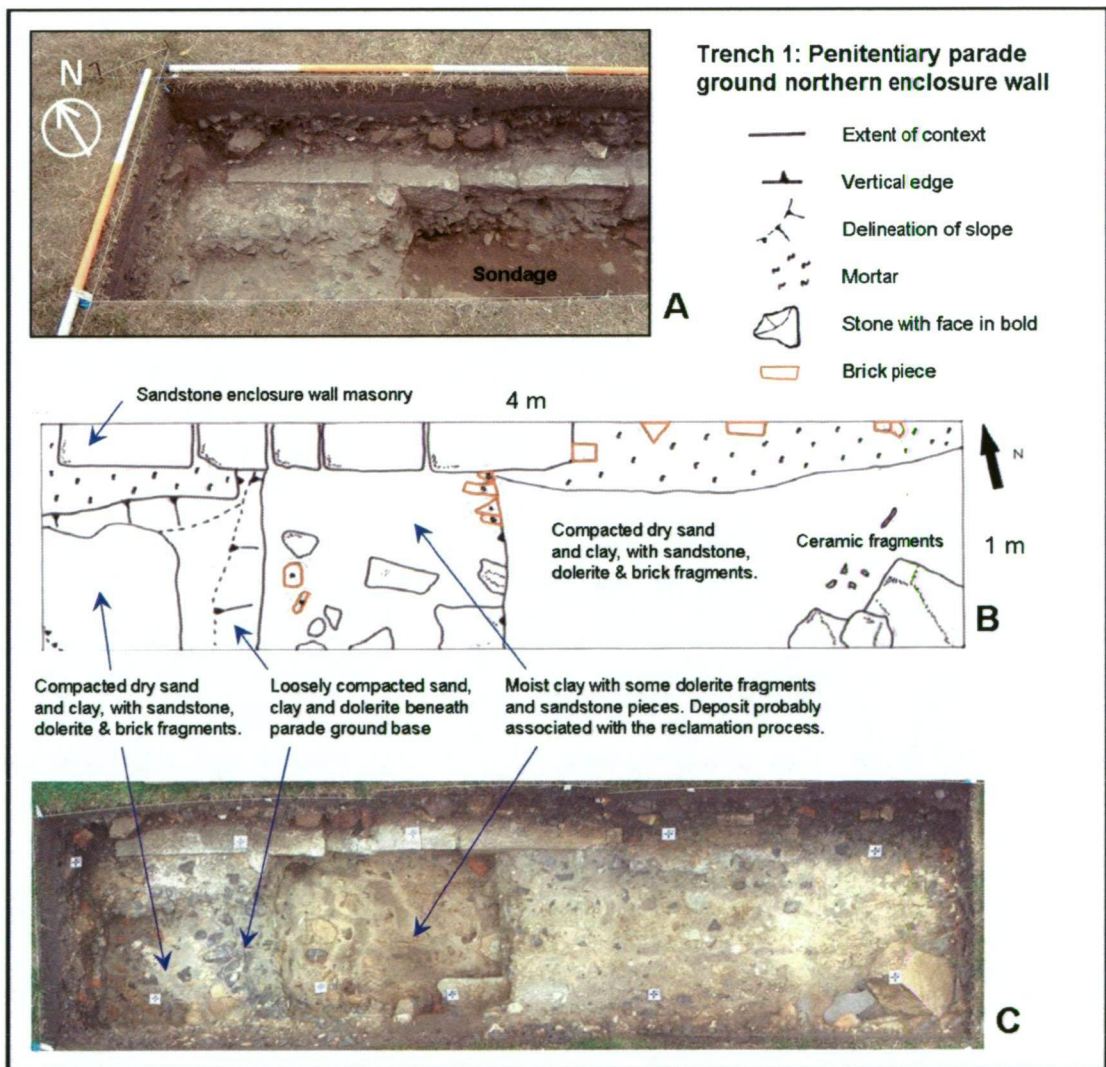 N
Sondage
A
Trench 1: Penitentiary parade
ground northern enclosure wall
Extent of context
Vertical edge
Delineation of slope
Mortar
Stone with face in bold
Brick piece
Sandstone enclosure wall masonry
4 m
N
Compacted dry sand
and clay, with sandstone,
dolerite & brick fragments.
Ceramic fragments
1 m
B
Compacted dry sand
and clay, with sandstone,
dolerite & brick fragments.
Loosely compacted sand,
clay and dolerite beneath
parade ground base
Moist clay with some dolerite fragments
and sandstone pieces. Deposit probably
associated with the reclamation process.
C